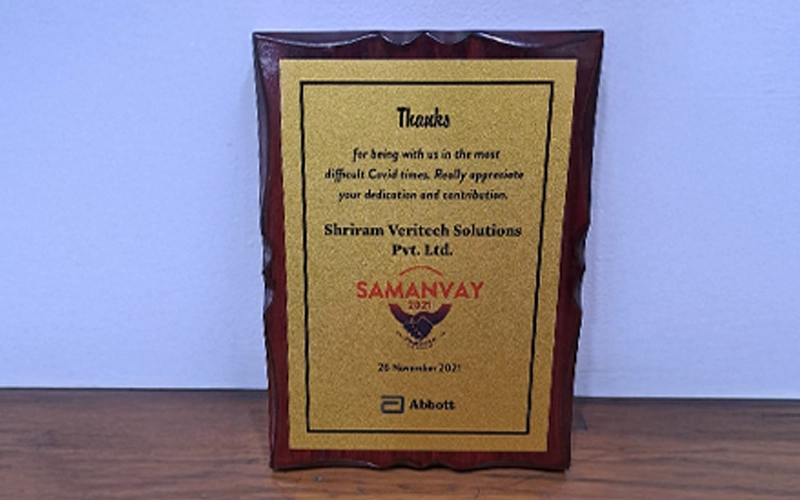 Thanks
for being with us in the most
difficult Covid times. Really appreciate
your dedication and contribution.
Shriram Veritech Solutions
Pvt. Ltd.
SAMANVAY
2021
26 November 2021
Abbott